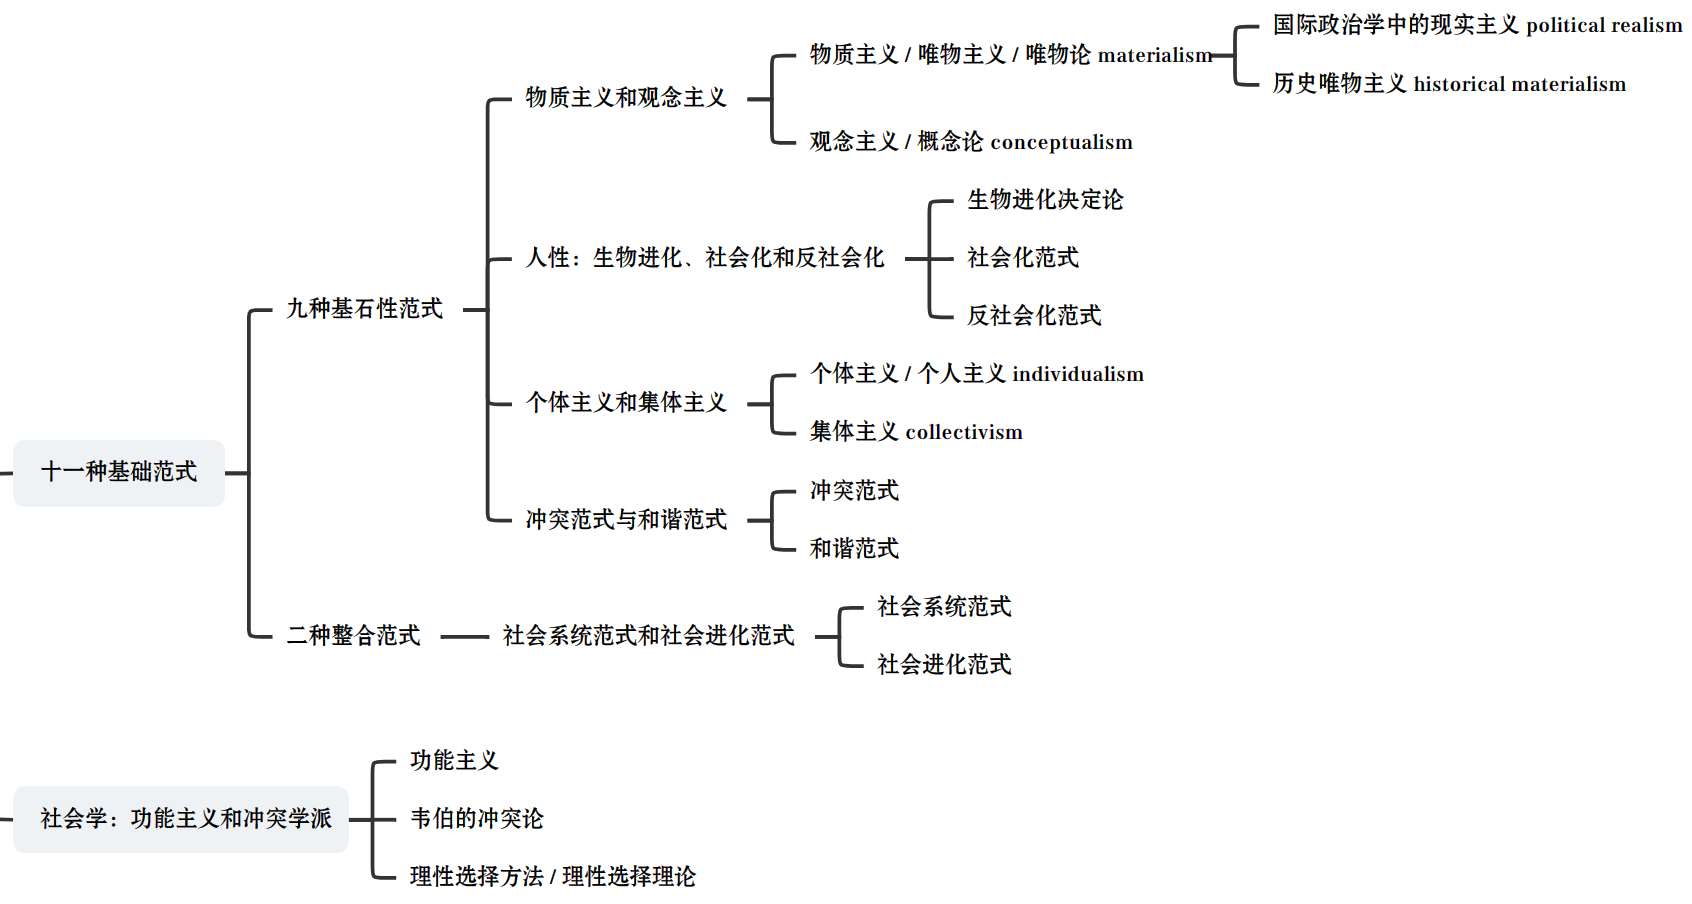 十一种基础范式
九种基石性范式
物质主义和观念主义
物质主义 / 唯物主义 / 唯物论 materialism
国际政治学中的现实主义 political realism
历史唯物主义 historical materialism
观念主义 / 概念论 conceptualism
人性：生物进化、社会化和反社会化
生物进化决定论
社会化范式
反社会化范式
个体主义和集体主义
个体主义 / 个人主义 individualism
集体主义 collectivism
冲突范式与和谐范式
冲突范式
和谐范式
二种整合范式
社会系统范式和社会进化范式
社会系统范式
社会进化范式
社会学：功能主义和冲突学派
功能主义
韦伯的冲突论
理性选择方法 / 理性选择理论